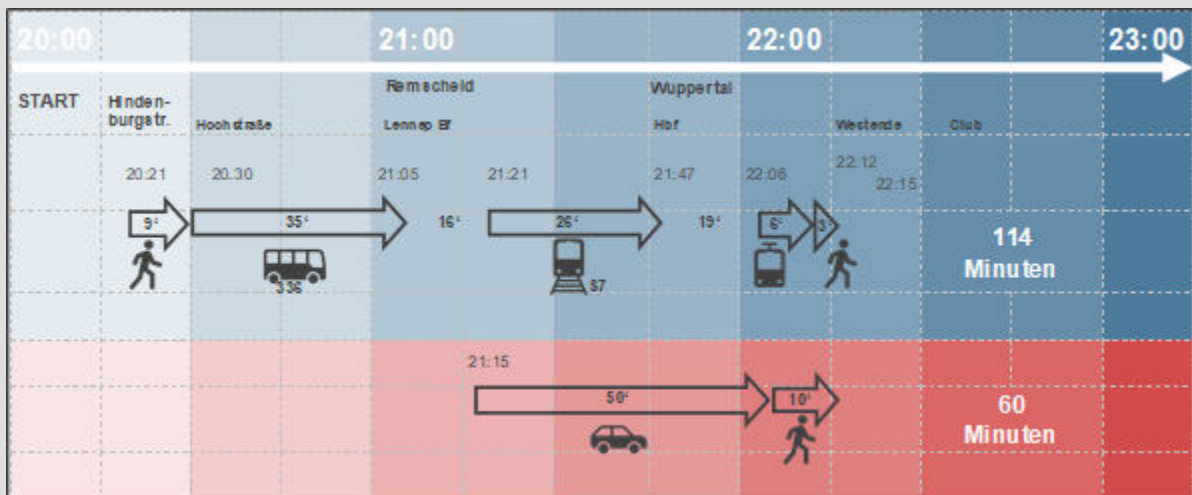 20:00 21:00 22:00 23:00
START
Hinden-
burgstr.
Hochstraße
Remscheid
Lennep Bf
Wuppertal
Hbf
Westende
Club
20:21 20.30 21:05 21:21 21:47 22:06 22:12
22:15
9‘ 35‘ 16‘ 26‘ 19‘ 6‘ 3‘
336
S7
114
Minuten
21:15
50‘ 10‘
60
Minuten